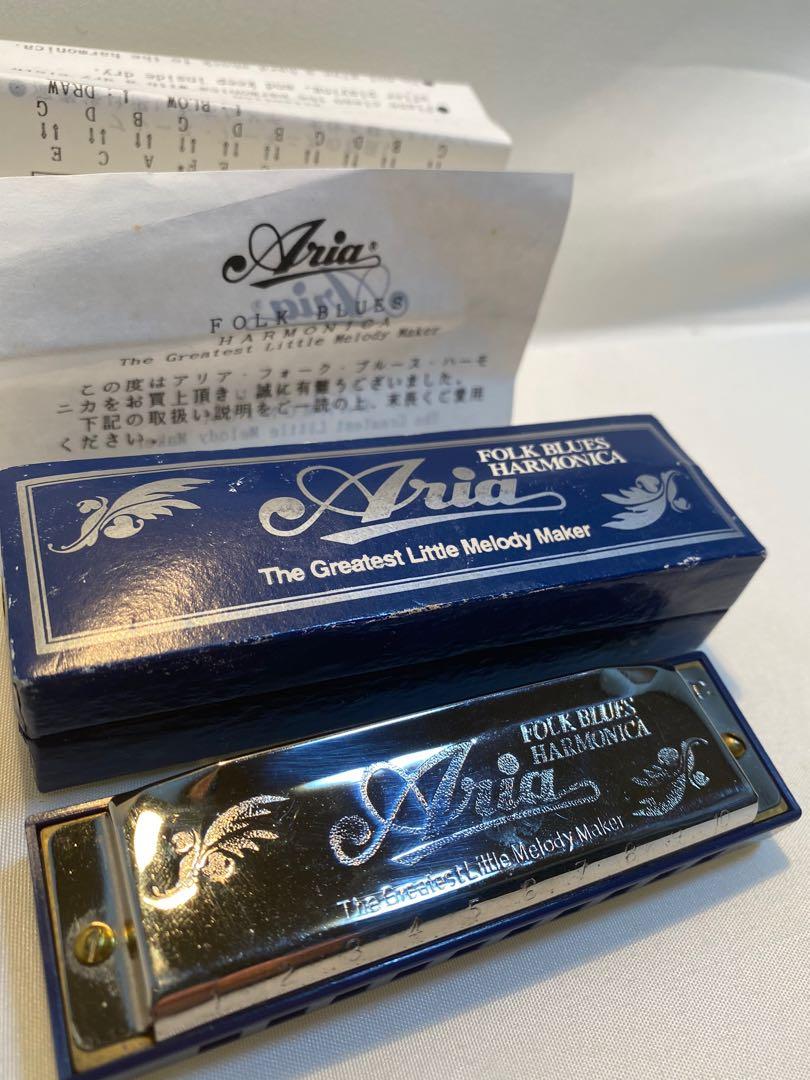 Aria®
FOLK BLUES
HARMONICA
The Greatest Little Melody Maker
この度はアリア・フォーク・ブルース・ハーモ
ニカをお買上頂き、誠に有難うございました。
下記の取扱い説明をご一読の上、末長くご愛用
ください。
FOLK BLUES
HARMONICA
Aria
The Greatest Little Melody Maker
C
FOLK BLUES
HARMONICA
Aria
The Greatest Little Melody Maker
1 2 3 4 5 6 7 8 9 10